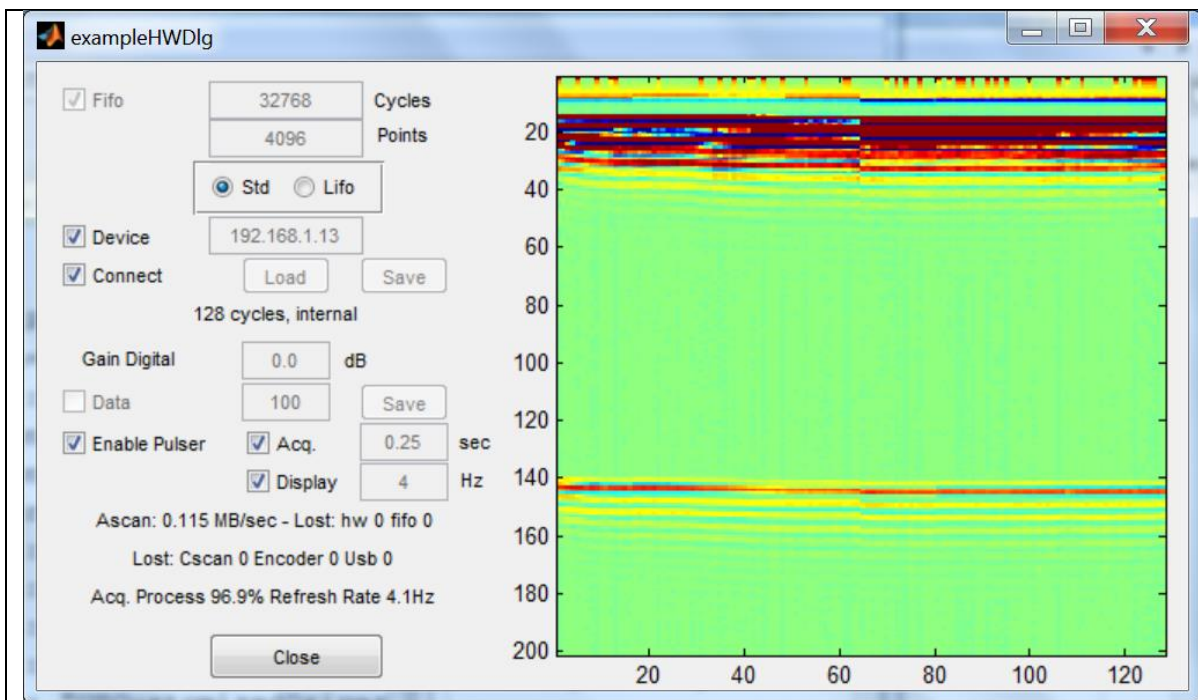 exampleHWDlg
Fifo 32768 Cycles
4096 Points
Std Lifo
Device 192.168.1.13
Connect Load Save
128 cycles, internal
Gain Digital 0.0 dB
Data 100 Save
Enable Pulser Acq. 0.25 sec
Display 4 Hz
Ascan: 0.115 MB/sec - Lost: hw 0 fifo 0
Lost: Cscan 0 Encoder 0 Usb 0
Acq. Process 96.9% Refresh Rate 4.1Hz
Close
20
40
60
80
100
120
140
160
180
200
20 40 60 80 100 120